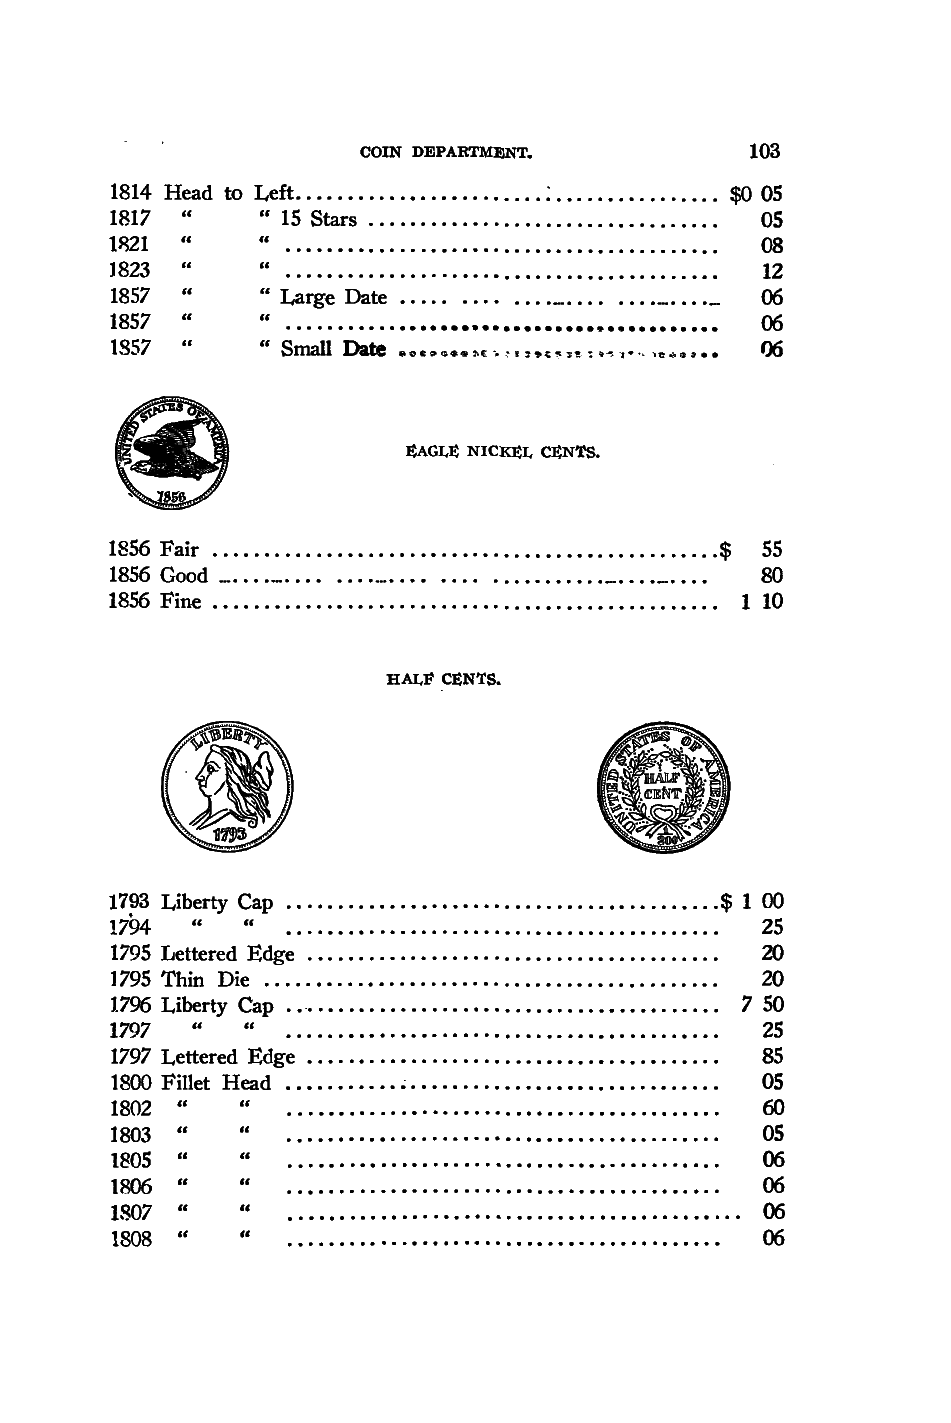 COIN DEPARTMENT. 103
1814 Head to Left.......................................... $0 05
1817 “ “ 15 Stars .................................. 05
1821 “ “ .......................................... 08
1823 “ “ .......................................... 12
1857 “ “ Large Date ..... .... ......... ......... 06
1857 “ “ .......................................... 06
1857 “ “ Small Date ............................... 06
UNITED STATES OF AMERICA
1856
EAGLE NICKEL CENTS.
1856 Fair .................................................$ 55
1856 Good .......... ......... .... ..................... 80
1856 Fine ................................................. 1 10
HALF CENTS.
LIBERTY
1793
UNITED STATES OF AMERICA.
HALF
CENT
1
200
1793 Liberty Cap ..........................................$ 1 00
1794 “ “ .......................................... 25
1795 Lettered Edge ........................................ 20
1795 Thin Die ............................................ 20
1796 Liberty Cap .......................................... 7 50
1797 “ “ .......................................... 25
1797 Lettered Edge ........................................ 85
1800 Fillet Head .......................................... 05
1802 “ “ .......................................... 60
1803 “ “ .......................................... 05
1805 “ “ .......................................... 06
1806 “ “ .......................................... 06
1807 “ “ ............................................ 06
1808 “ “ .......................................... 06